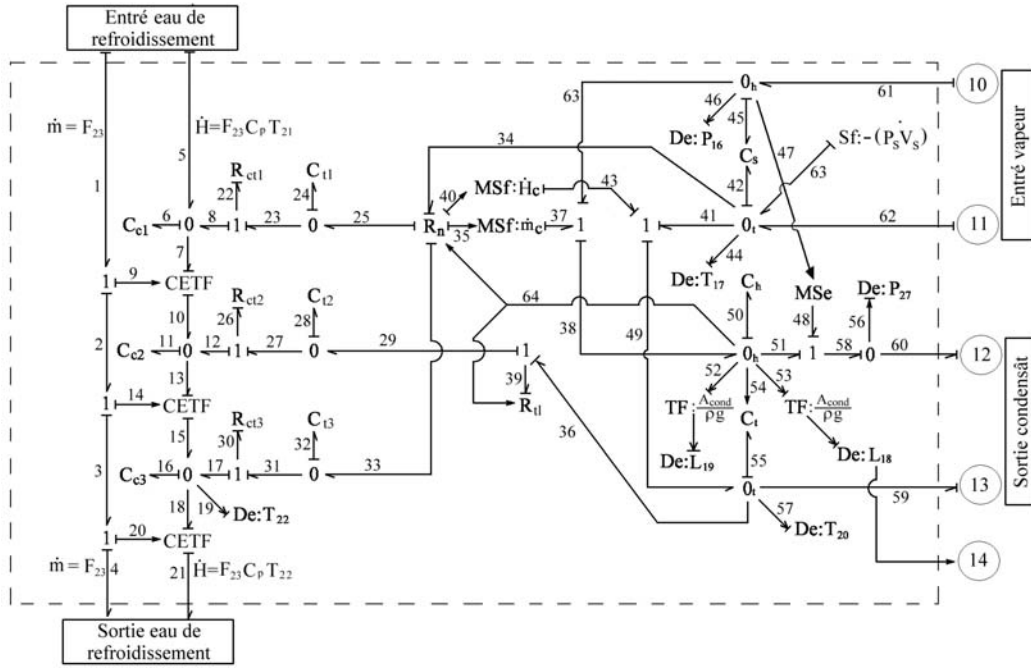 Entré eau de
refroidissement
ṁ = F23
Ḣ=F23CpT21
1
5
Rct1
Ct1
22
24
Cc1
6
0
8
1
23
0
25
7
1
9
CETF
10
2
Rct2
Ct2
26
28
Cc2
11
0
12
1
27
0
29
1
13
39
Rtl
1
14
CETF
15
3
Rct3
Ct3
30
32
Cc3
16
0
17
1
31
0
33
18
19
De:T22
1
20
CETF
ṁ = F23
4
21
Ḣ=F23CpT22
Sortie eau de
refroidissement
34
40
MSf:Ḣc
43
Rn
35
MSf:ṁc
37
1
1
41
63
0h
61
10
46
45
De:P16
Cs
47
Sf:-(PsV̇s)
42
63
0t
62
11
44
De:T17
Entré vapeur
64
38
49
36
Ch
50
0h
51
MSe
48
1
58
0
60
12
De:P27
56
52
54
53
TF:Acond/ρg
Ct
TF:Acond/ρg
De:L19
De:L18
55
0t
59
13
57
De:T20
14
Sortie condensât